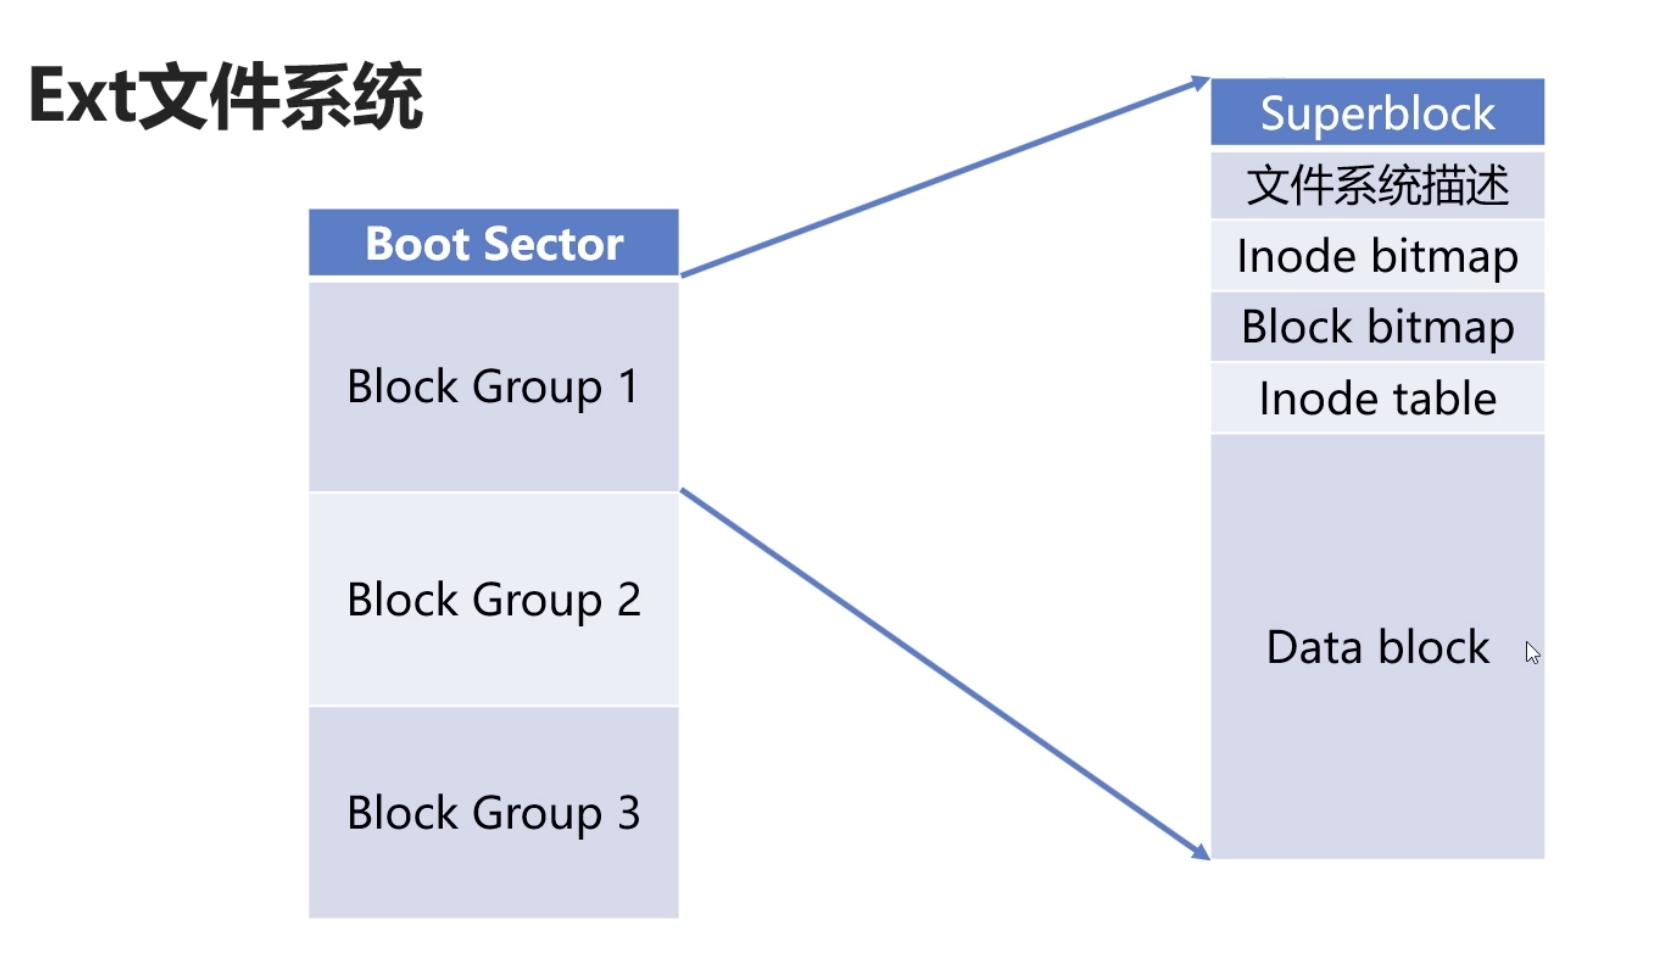 Ext文件系统
Boot Sector
Block Group 1
Block Group 2
Block Group 3
Superblock
文件系统描述
Inode bitmap
Block bitmap
Inode table
Data block